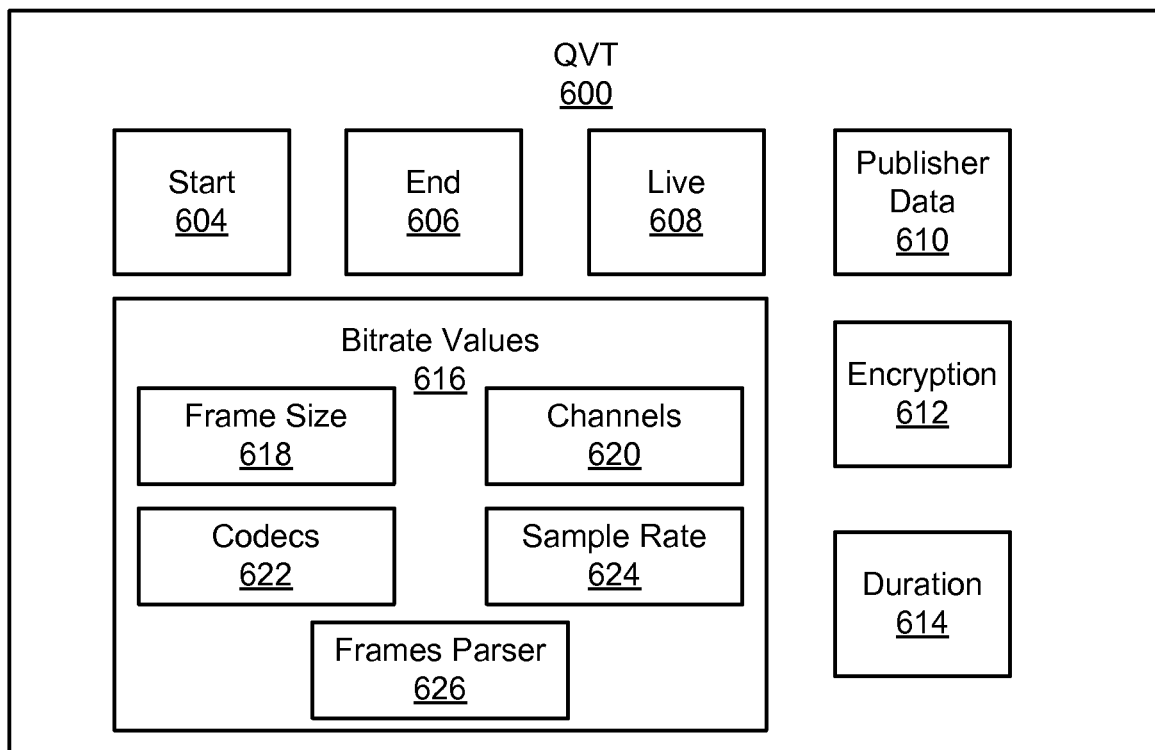 QVT
600
Start
604
End
606
Live
608
Publisher
Data
610
Bitrate Values
616
Frame Size
618
Channels
620
Codecs
622
Sample Rate
624
Frames Parser
626
Encryption
612
Duration
614